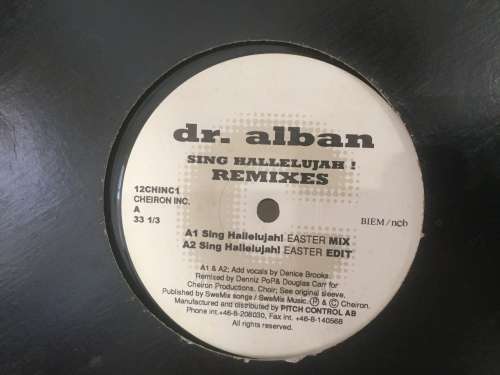 dr. alban
SING HALLELUJAH !
REMIXES
12CHINC1
CHEIRON INC.
A
33 1/3
BIEM / ncb
A1 Sing Hallelujah! EASTER MIX
A2 Sing Hallelujah! EASTER EDIT
A1 & A2; Add vocals by Denice Brooks.
Remixed by Denniz PoP& Douglas Carr for
Cheiron Productions. Choir; See original sleeve.
Published by SweMix songs / SweMix Music. Ⓟ & © Cheiron.
Manufactured and distributed by PITCH CONTROL AB
Int. +46-8-208030, Fax int. +46-8-140568
All rights reserved.